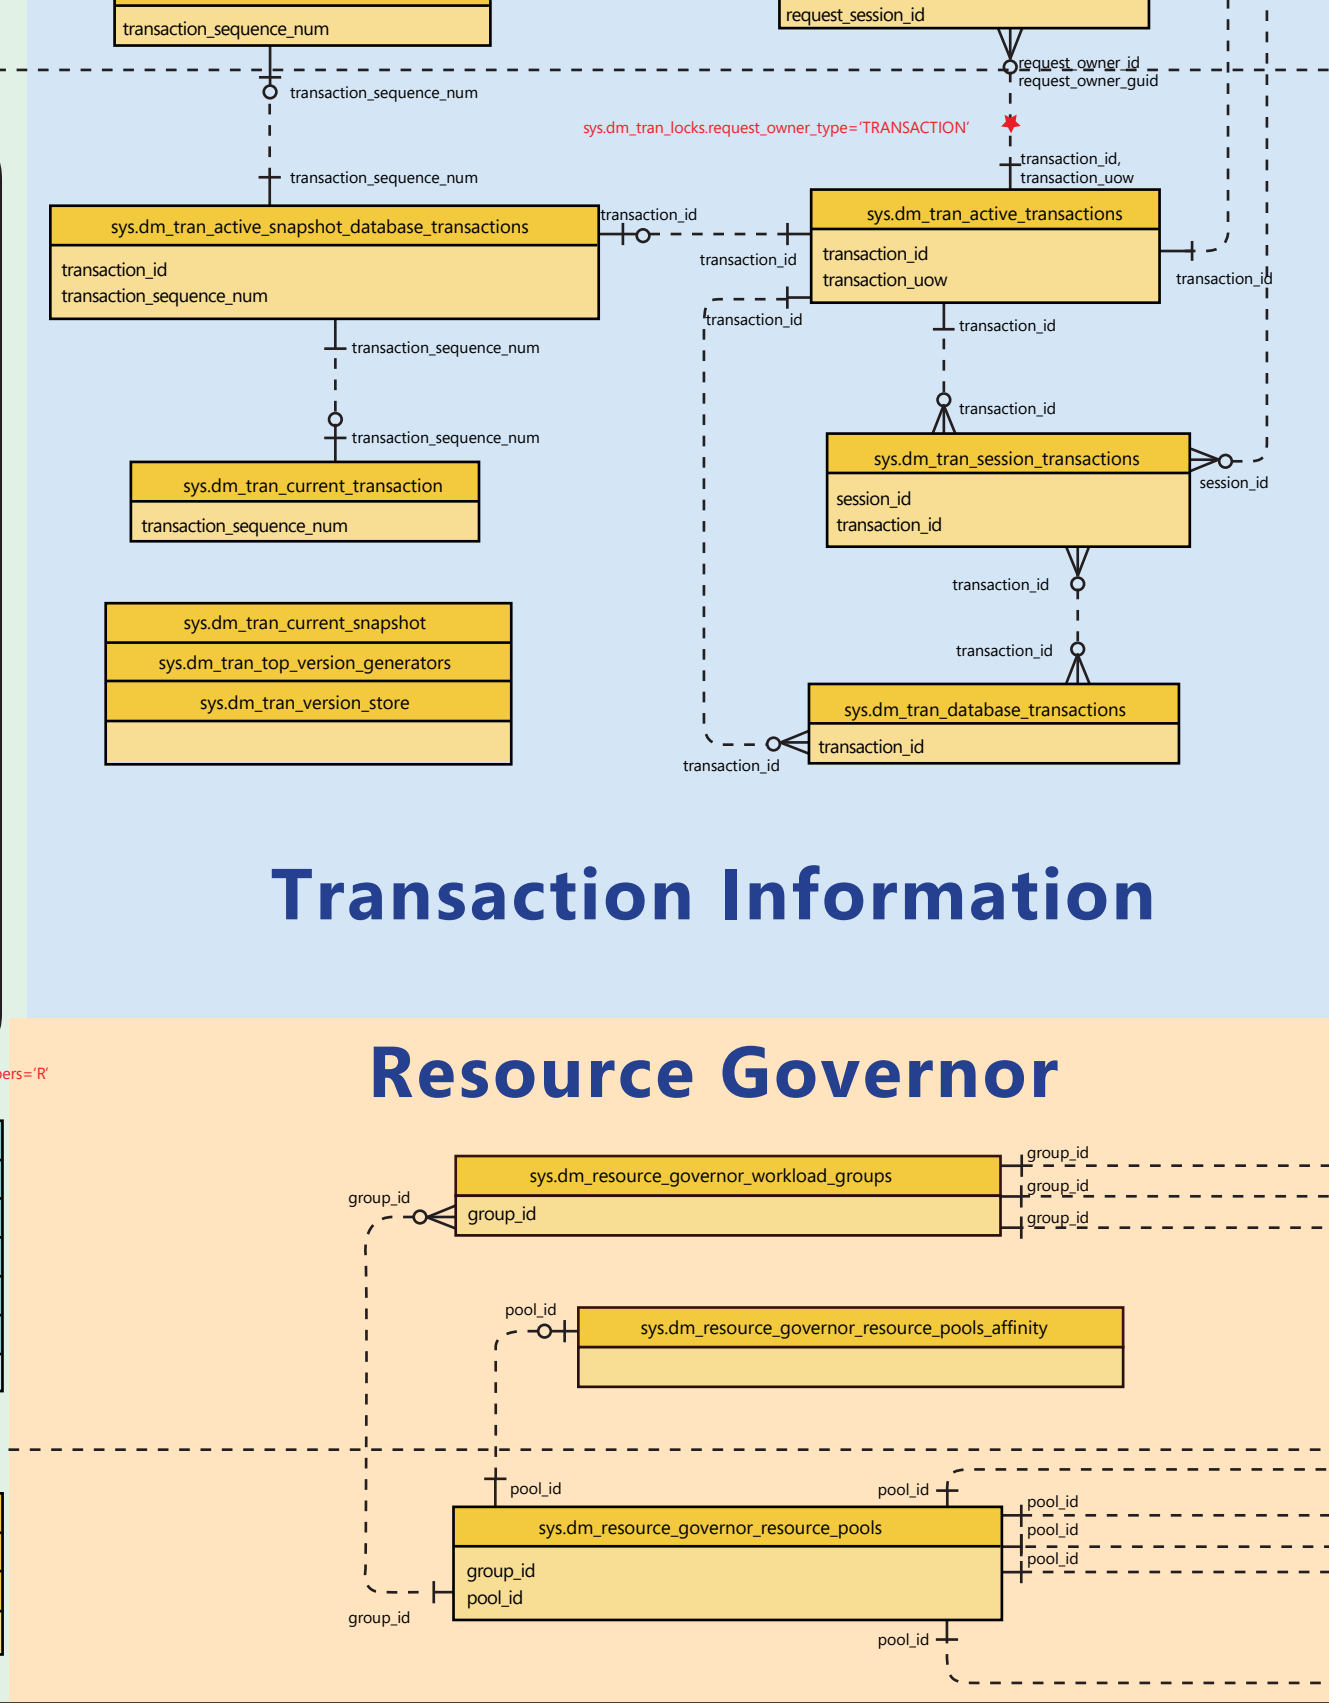 transaction_sequence_num
request_session_id
request_owner_id
request_owner_guid
transaction_sequence_num
sys.dm_tran_locks.request_owner_type=‘TRANSACTION’
transaction_id,
transaction_uow
transaction_sequence_num
sys.dm_tran_active_snapshot_database_transactions
transaction_id
transaction_sequence_num
transaction_id
transaction_id
sys.dm_tran_active_transactions
transaction_id
transaction_uow
transaction_id
transaction_id
transaction_id
transaction_sequence_num
transaction_sequence_num
transaction_id
sys.dm_tran_current_transaction
transaction_sequence_num
sys.dm_tran_session_transactions
session_id
transaction_id
session_id
sys.dm_tran_current_snapshot
sys.dm_tran_top_version_generators
sys.dm_tran_version_store
transaction_id
transaction_id
sys.dm_tran_database_transactions
transaction_id
transaction_id
Transaction Information
Resource Governor
pers=‘R’
sys.dm_resource_governor_workload_groups
group_id
group_id
group_id
group_id
group_id
pool_id
sys.dm_resource_governor_resource_pools_affinity
pool_id
pool_id
sys.dm_resource_governor_resource_pools
group_id
pool_id
pool_id
pool_id
pool_id
group_id
pool_id